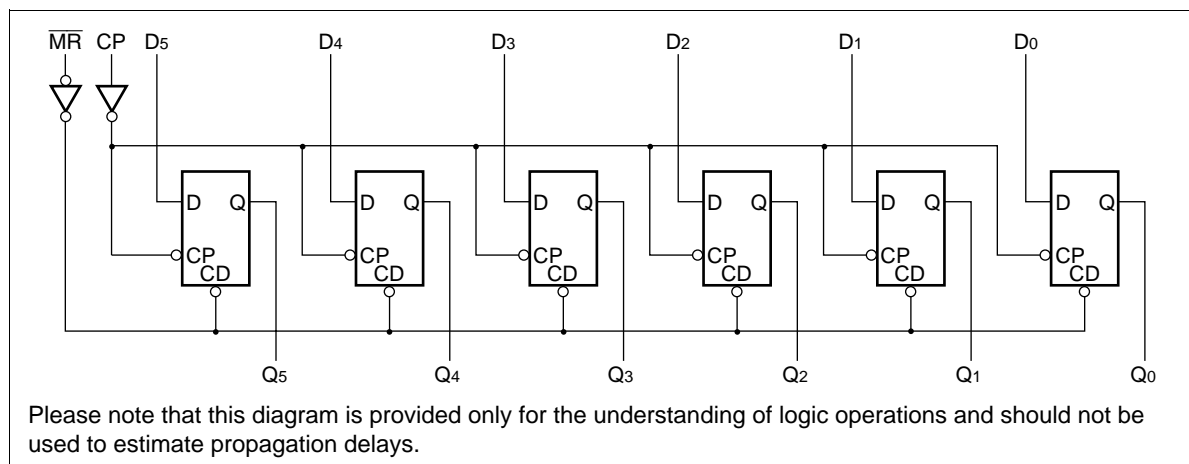 M̅R̅ CP D5 D4 D3 D2 D1 D0
D Q D Q D Q D Q D Q D Q
CP CP CP CP CP CP
CD CD CD CD CD CD
Q5 Q4 Q3 Q2 Q1 Q0
Please note that this diagram is provided only for the understanding of logic operations and should not be
used to estimate propagation delays.